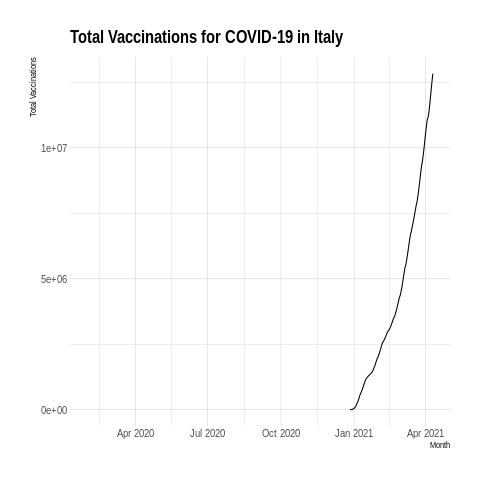 Total Vaccinations for COVID-19 in Italy
Total Vaccinations
1e+07
5e+06
0e+00
Apr 2020 Jul 2020 Oct 2020 Jan 2021 Apr 2021
Month